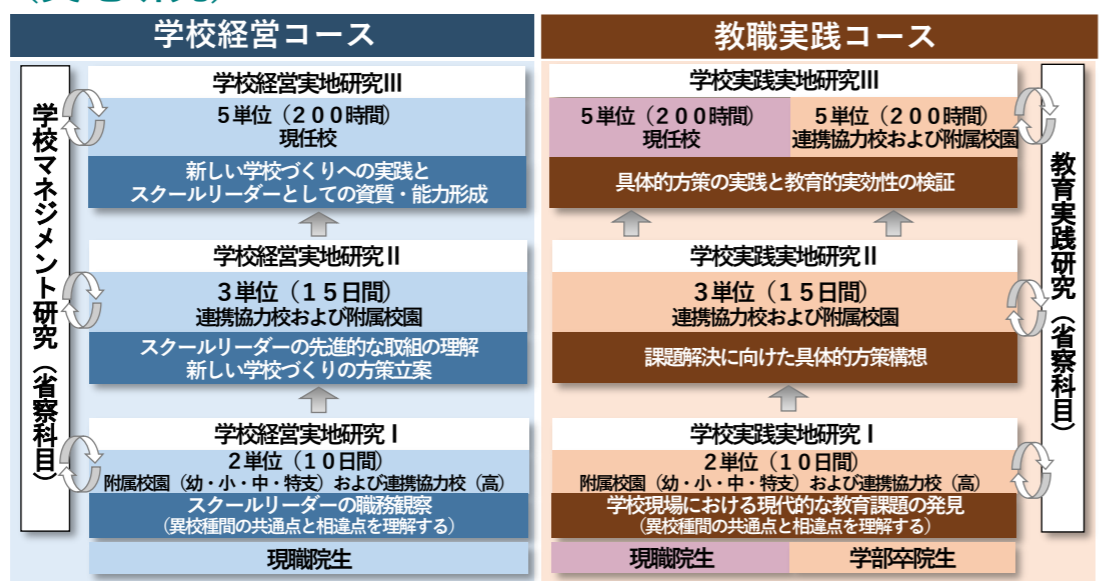 学校経営コース
学校マネジメント研究（省察科目）
学校経営実地研究Ⅲ
５単位（２００時間）
現任校
新しい学校づくりへの実践と
スクールリーダーとしての資質・能力形成
学校経営実地研究Ⅱ
３単位（１５日間）
連携協力校および附属校園
スクールリーダーの先進的な取組の理解
新しい学校づくりの方策立案
学校経営実地研究Ⅰ
２単位（１０日間）
附属校園（幼・小・中・特支）および連携協力校（高）
スクールリーダーの職務観察
（異校種間の共通点と相違点を理解する）
現職院生
教職実践コース
学校実践実地研究Ⅲ
５単位（２００時間）
現任校
５単位（２００時間）
連携協力校および附属校園
具体的方策の実践と教育的実効性の検証
学校実践実地研究Ⅱ
３単位（１５日間）
連携協力校および附属校園
課題解決に向けた具体的方策構想
学校実践実地研究Ⅰ
２単位（１０日間）
附属校園（幼・小・中・特支）および連携協力校（高）
学校現場における現代的な教育課題の発見
（異校種間の共通点と相違点を理解する）
現職院生
学部卒院生
教育実践研究（省察科目）